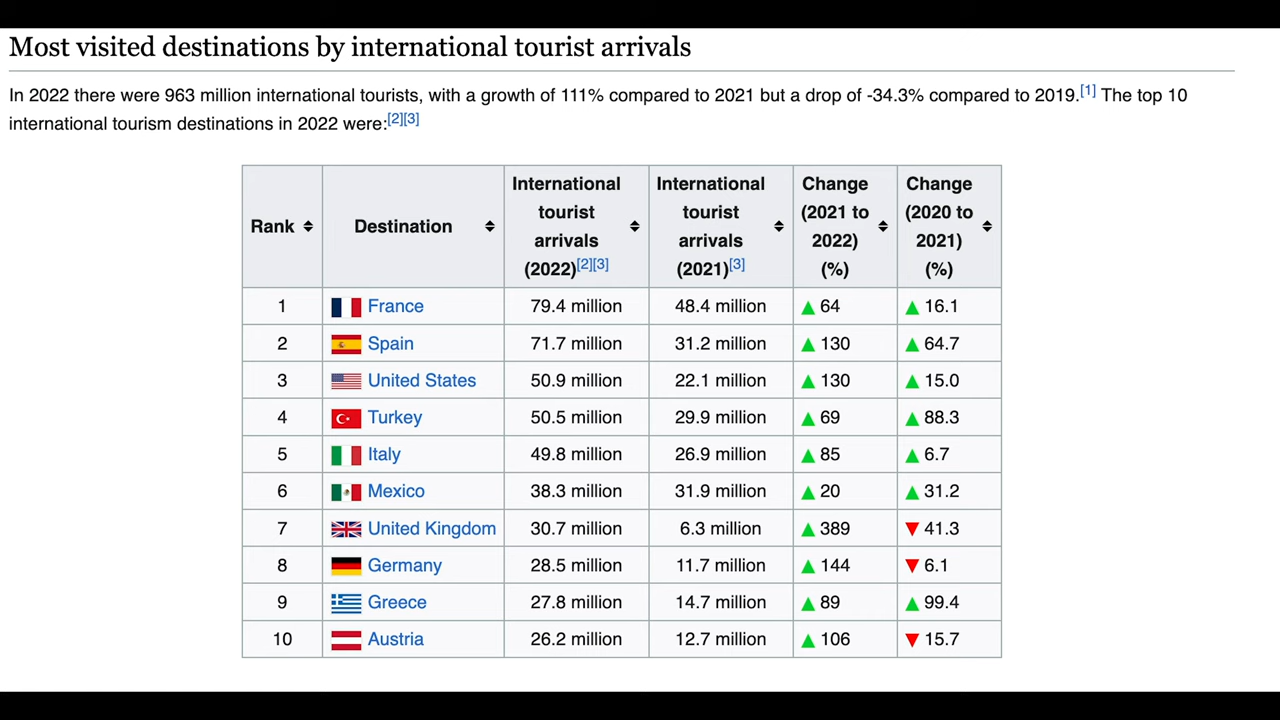 Most visited destinations by international tourist arrivals
In 2022 there were 963 million international tourists, with a growth of 111% compared to 2021 but a drop of -34.3% compared to 2019.[1] The top 10
international tourism destinations in 2022 were:[2][3]
Rank Destination International tourist arrivals (2022)[2][3] International tourist arrivals (2021)[3] Change (2021 to 2022) (%) Change (2020 to 2021) (%)
1 France 79.4 million 48.4 million ▲ 64 ▲ 16.1
2 Spain 71.7 million 31.2 million ▲ 130 ▲ 64.7
3 United States 50.9 million 22.1 million ▲ 130 ▲ 15.0
4 Turkey 50.5 million 29.9 million ▲ 69 ▲ 88.3
5 Italy 49.8 million 26.9 million ▲ 85 ▲ 6.7
6 Mexico 38.3 million 31.9 million ▲ 20 ▲ 31.2
7 United Kingdom 30.7 million 6.3 million ▲ 389 ▼ 41.3
8 Germany 28.5 million 11.7 million ▲ 144 ▼ 6.1
9 Greece 27.8 million 14.7 million ▲ 89 ▲ 99.4
10 Austria 26.2 million 12.7 million ▲ 106 ▼ 15.7